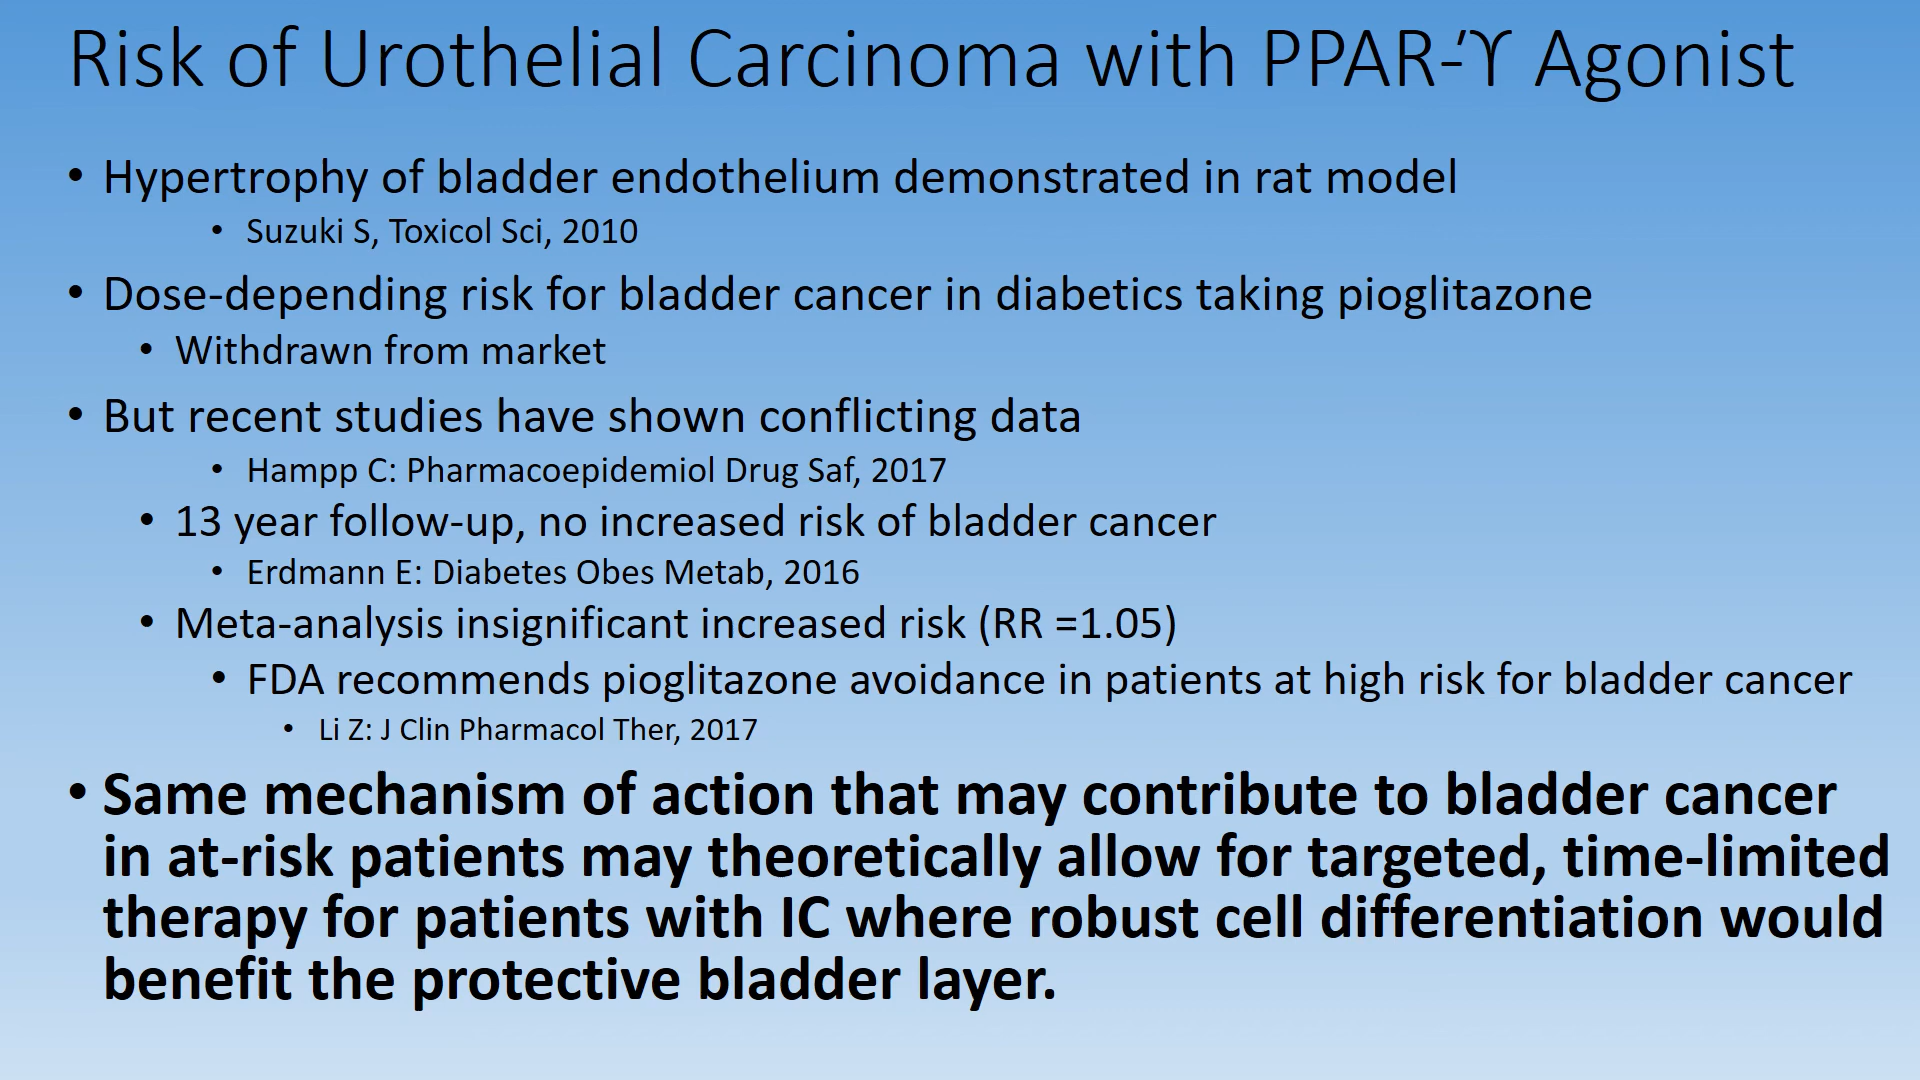 Risk of Urothelial Carcinoma with PPAR-ϓ Agonist
• Hypertrophy of bladder endothelium demonstrated in rat model
• Suzuki S, Toxicol Sci, 2010
• Dose-depending risk for bladder cancer in diabetics taking pioglitazone
• Withdrawn from market
• But recent studies have shown conflicting data
• Hampp C: Pharmacoepidemiol Drug Saf, 2017
• 13 year follow-up, no increased risk of bladder cancer
• Erdmann E: Diabetes Obes Metab, 2016
• Meta-analysis insignificant increased risk (RR =1.05)
• FDA recommends pioglitazone avoidance in patients at high risk for bladder cancer
• Li Z: J Clin Pharmacol Ther, 2017
• Same mechanism of action that may contribute to bladder cancer
in at-risk patients may theoretically allow for targeted, time-limited
therapy for patients with IC where robust cell differentiation would
benefit the protective bladder layer.